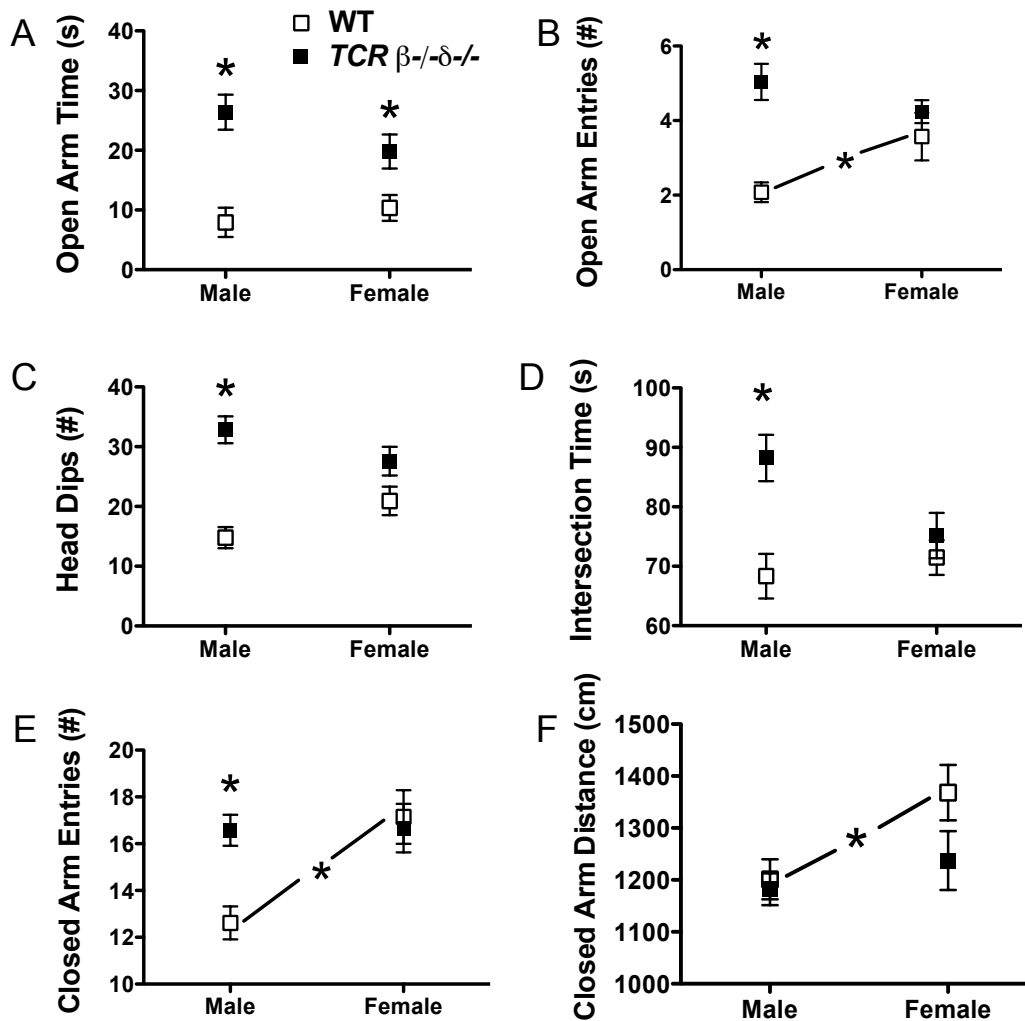 A
Open Arm Time (s)
40
30
20
10
0
*
*
Male
Female
WT
TCR β-/-δ-/-
B
Open Arm Entries (#)
6
4
2
0
*
*
Male
Female
C
Head Dips (#)
40
30
20
10
0
*
Male
Female
D
Intersection Time (s)
100
90
80
70
60
*
Male
Female
E
Closed Arm Entries (#)
20
18
16
14
12
10
*
*
Male
Female
F
Closed Arm Distance (cm)
1500
1400
1300
1200
1100
1000
*
Male
Female